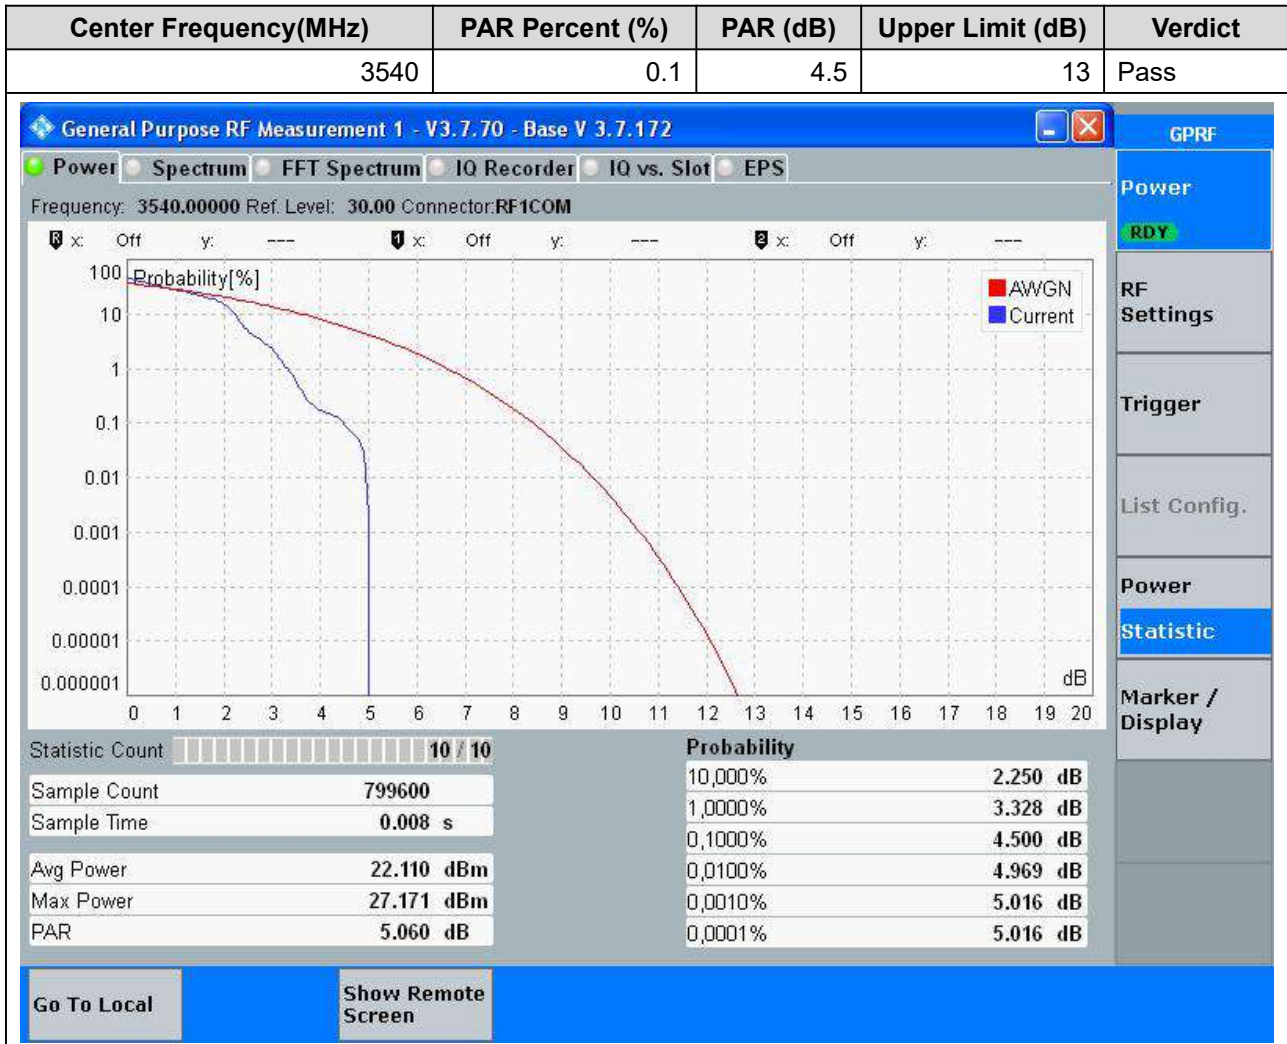 Center Frequency(MHz) PAR Percent (%) PAR (dB) Upper Limit (dB) Verdict
3540 0.1 4.5 13 Pass
General Purpose RF Measurement 1 - V3.7.70 - Base V 3.7.172
GPRF
Power Spectrum FFT Spectrum IQ Recorder IQ vs. Slot EPS
Power
RDY
Frequency: 3540.00000 Ref. Level: 30.00 Connector:RF1COM
R x: Off y: --- 1 x: Off y: --- 2 x: Off y: ---
Probability[%]
AWGN
Current
100
10
1
0.1
0.01
0.001
0.0001
0.00001
0.000001
dB
0 1 2 3 4 5 6 7 8 9 10 11 12 13 14 15 16 17 18 19 20
RF
Settings
Trigger
List Config.
Power
Statistic
Marker /
Display
Statistic Count 10 / 10
Sample Count 799600
Sample Time 0.008 s
Avg Power 22.110 dBm
Max Power 27.171 dBm
PAR 5.060 dB
Probability
10,000% 2.250 dB
1,0000% 3.328 dB
0,1000% 4.500 dB
0,0100% 4.969 dB
0,0010% 5.016 dB
0,0001% 5.016 dB
Go To Local
Show Remote
Screen